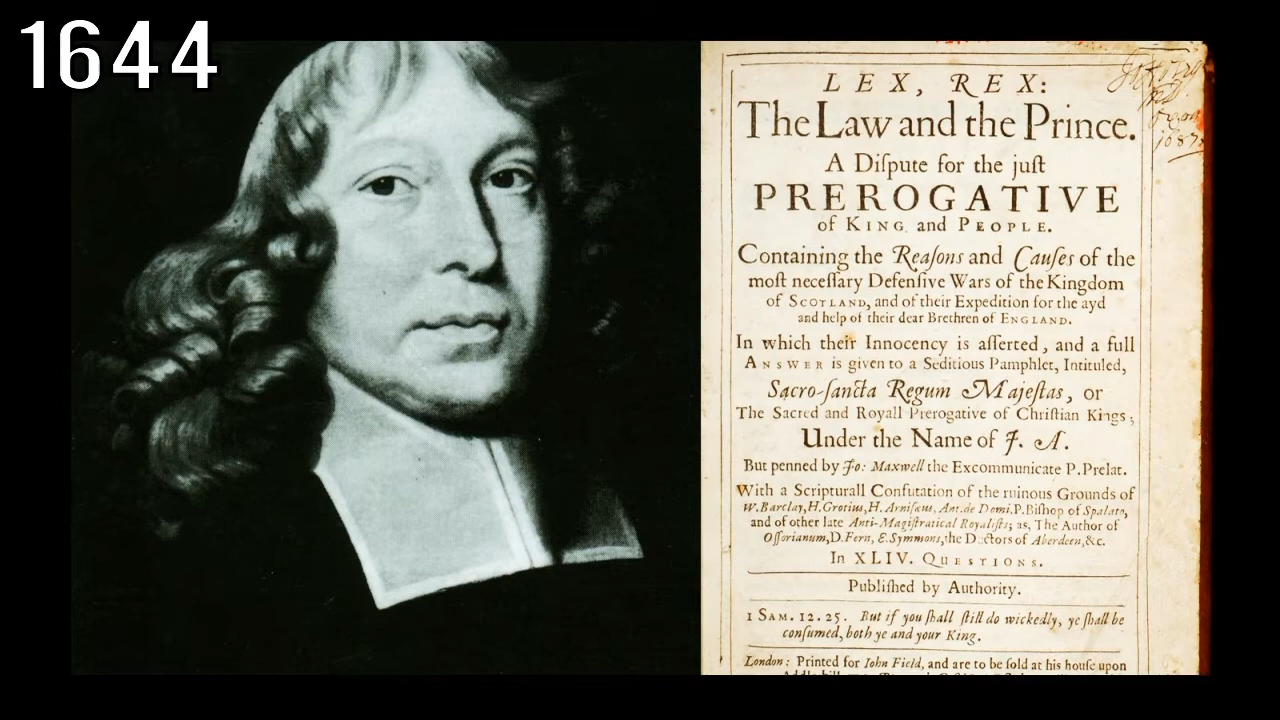 1644
LEX, REX:
The Law and the Prince.
A Diſpute for the juſt
PREROGATIVE
of KING and PEOPLE.
Containing the Reaſons and Cauſes of the
moſt neceſſary Defenſive Wars of the Kingdom
of SCOTLAND, and of their Expedition for the ayd
and help of their dear Brethren of ENGLAND.
In which their Innocency is aſſerted, and a full
ANSWER is given to a Seditious Pamphlet, Intituled,
Sacro-ſancta Regum Majeſtas, or
The Sacred and Royall Prerogative of Chriſtian Kings,
Under the Name of J. A.
But penned by Jo: Maxwell the Excommunicate P. Prelat.
With a Scripturall Confutation of the ruinous Grounds of
W. Barclay, H. Grotius, H. Arniſæus, Ant. de Domi. P. Biſhop of Spalato,
and of other late Anti-Magiſtratical Royaliſts; as, The Author of
Oſſorianum, D. Fern, E. Symmons, the Doctors of Aberdeen, &c.
In XLIV. QUESTIONS.
Publiſhed by Authority.
1 SAM. 12. 25. But if you ſhall ſtill do wickedly, ye ſhall be
conſumed, both ye and your King.
London: Printed for Iohn Field, and are to be ſold at his houſe upon
1687